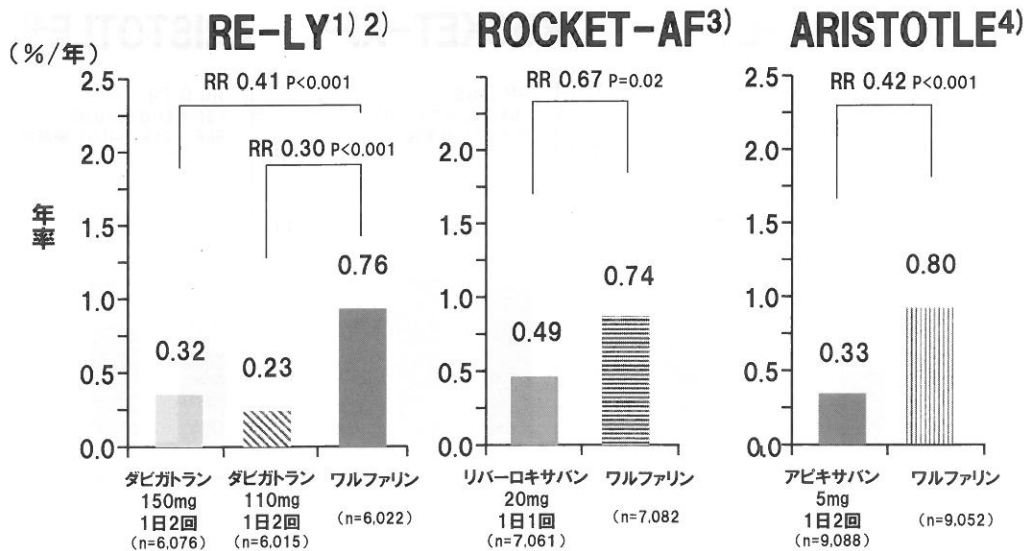 RE-LY1)2)
(%/年)
2.5
2.0
1.5
1.0
0.5
0.0
年率
RR 0.41 P<0.001
RR 0.30 P<0.001
0.32
0.23
0.76
ダビガトラン
150mg
1日2回
(n=6,076)
ダビガトラン
110mg
1日2回
(n=6,015)
ワルファリン
(n=6,022)
ROCKET-AF3)
2.0
1.5
1.0
0.5
0.0
RR 0.67 P=0.02
0.49
0.74
リバーロキサバン
20mg
1日1回
(n=7,061)
ワルファリン
(n=7,082
ARISTOTLE4)
2.5
2.0
1.5
1.0
0.5
0.0
RR 0.42 P<0.001
0.33
0.80
アピキサバン
5mg
1日2回
(n=9,088)
ワルファリン
(n=9,052)